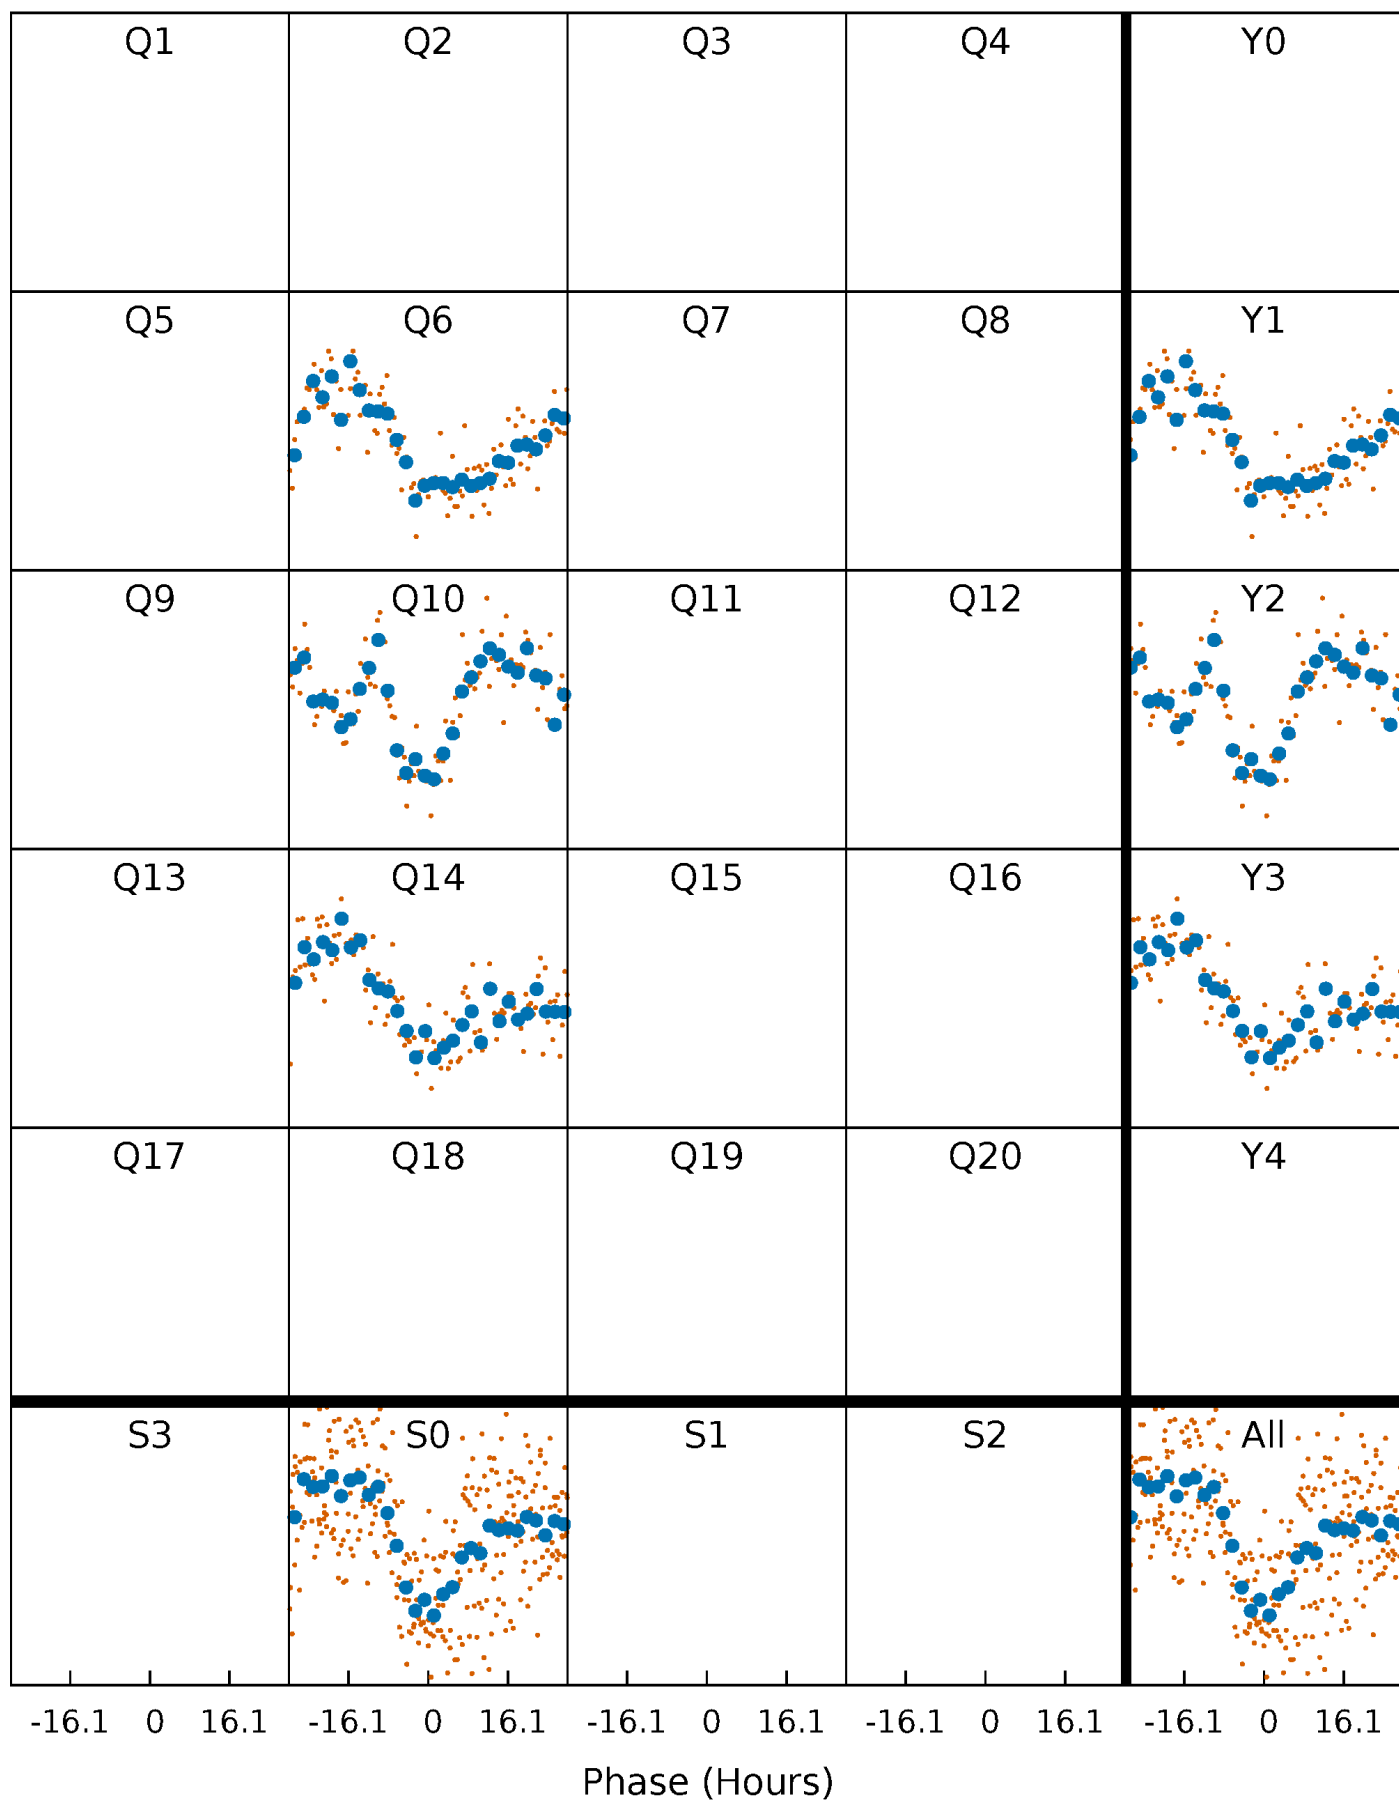 Q1 Q2 Q3 Q4 Y0
Q5 Q6 Q7 Q8 Y1
Q9 Q10 Q11 Q12 Y2
Q13 Q14 Q15 Q16 Y3
Q17 Q18 Q19 Q20 Y4
S3 S0 S1 S2 All
-16.1 0 16.1 -16.1 0 16.1 -16.1 0 16.1 -16.1 0 16.1 -16.1 0 16.1
Phase (Hours)